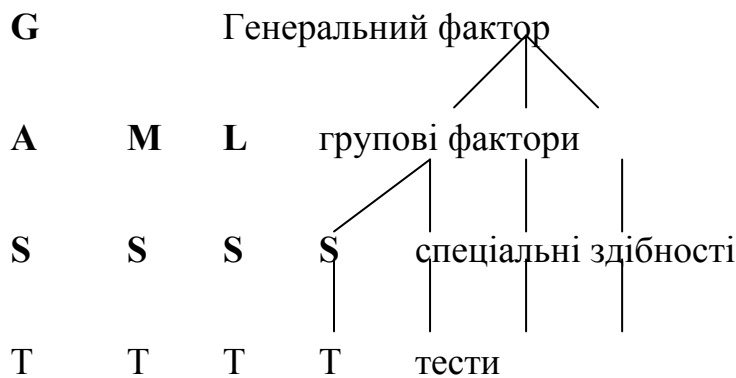 G Генеральний фактор
A M L групові фактори
S S S S спеціальні здібності
T T T T тести